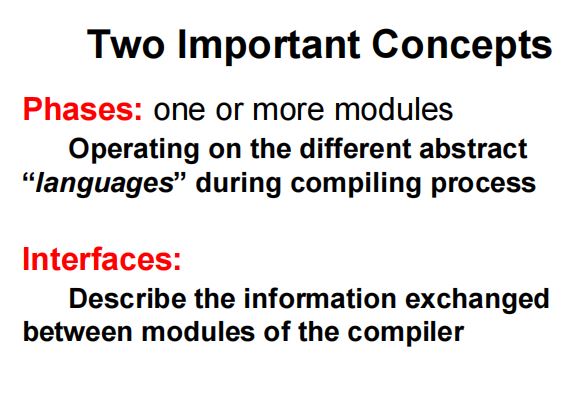 Two Important Concepts
Phases: one or more modules
Operating on the different abstract
“languages” during compiling process
Interfaces:
Describe the information exchanged
between modules of the compiler